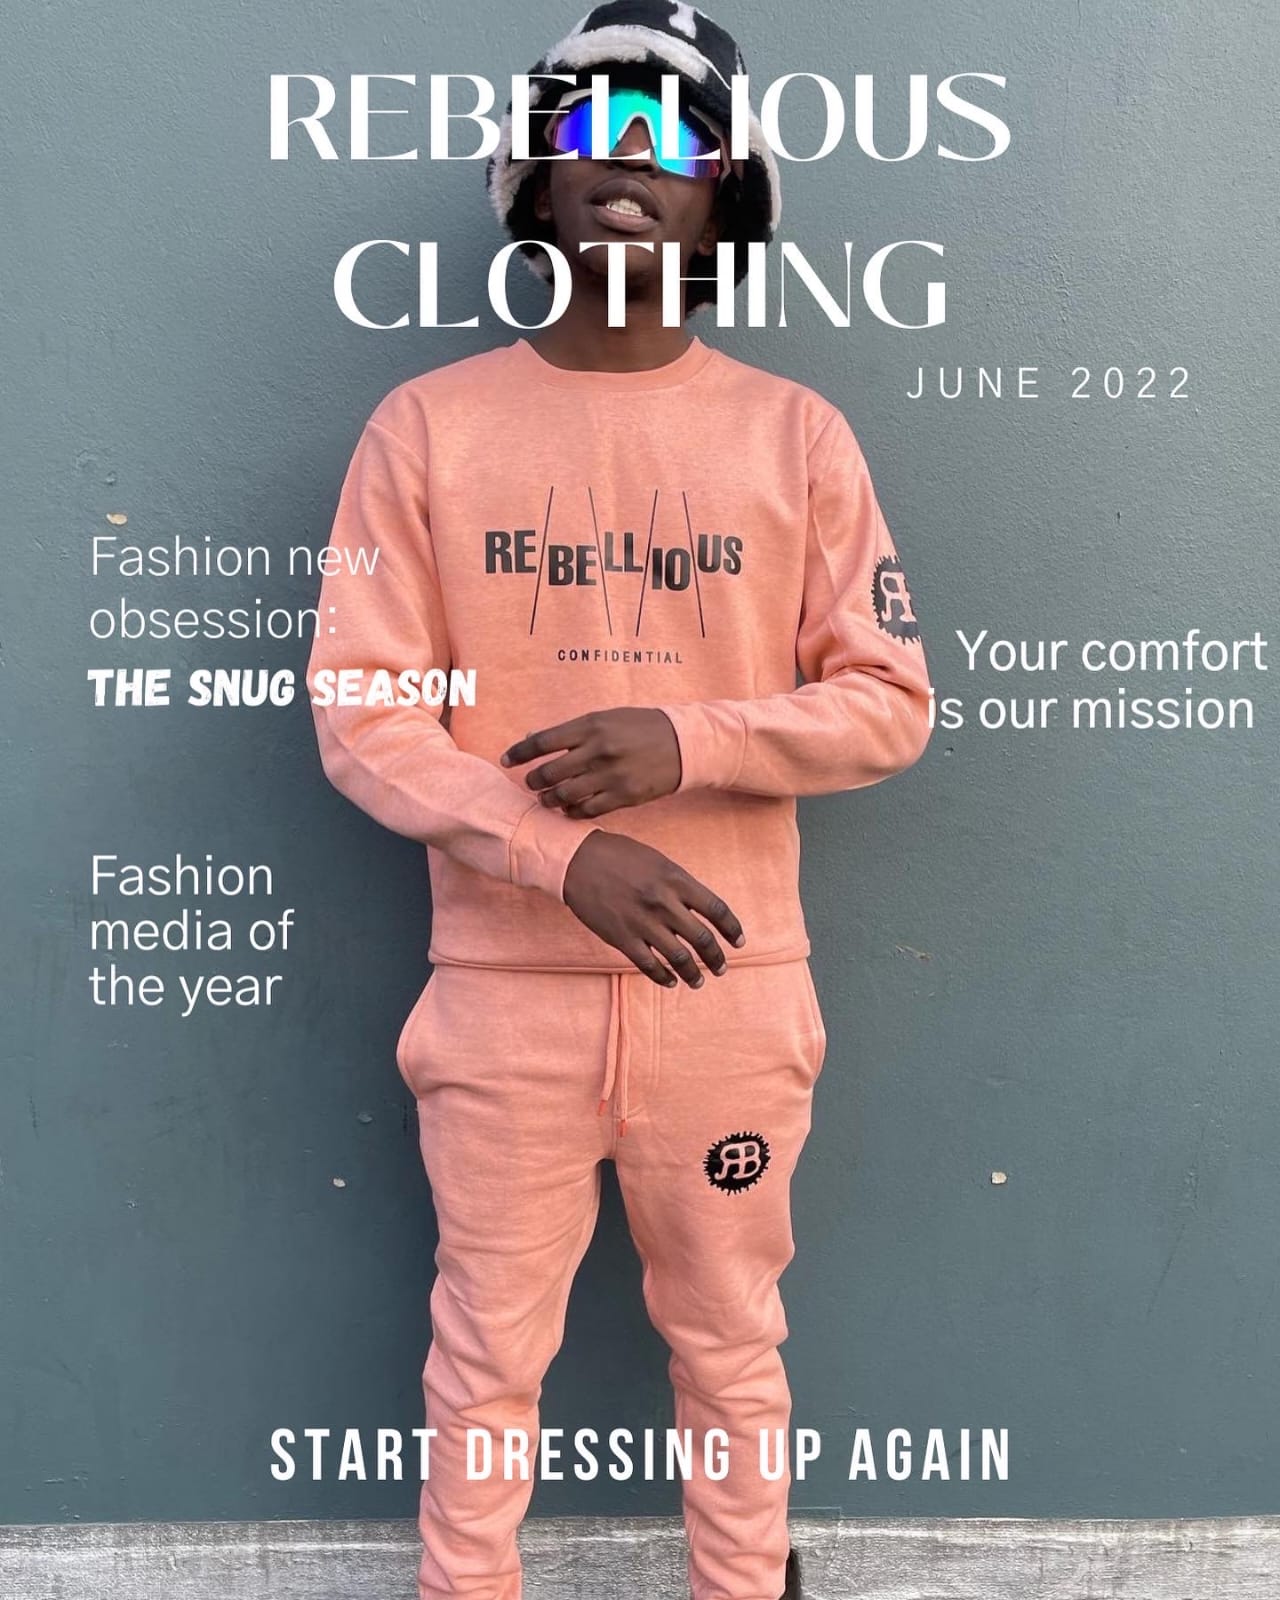 REBELLIOUS
CLOTHING
JUNE 2022
REBELLIOUS
CONFIDENTIAL
RB
Fashion new
obsession:
THE SNUG SEASON
Your comfort
is our mission
Fashion
media of
the year
RB
START DRESSING UP AGAIN